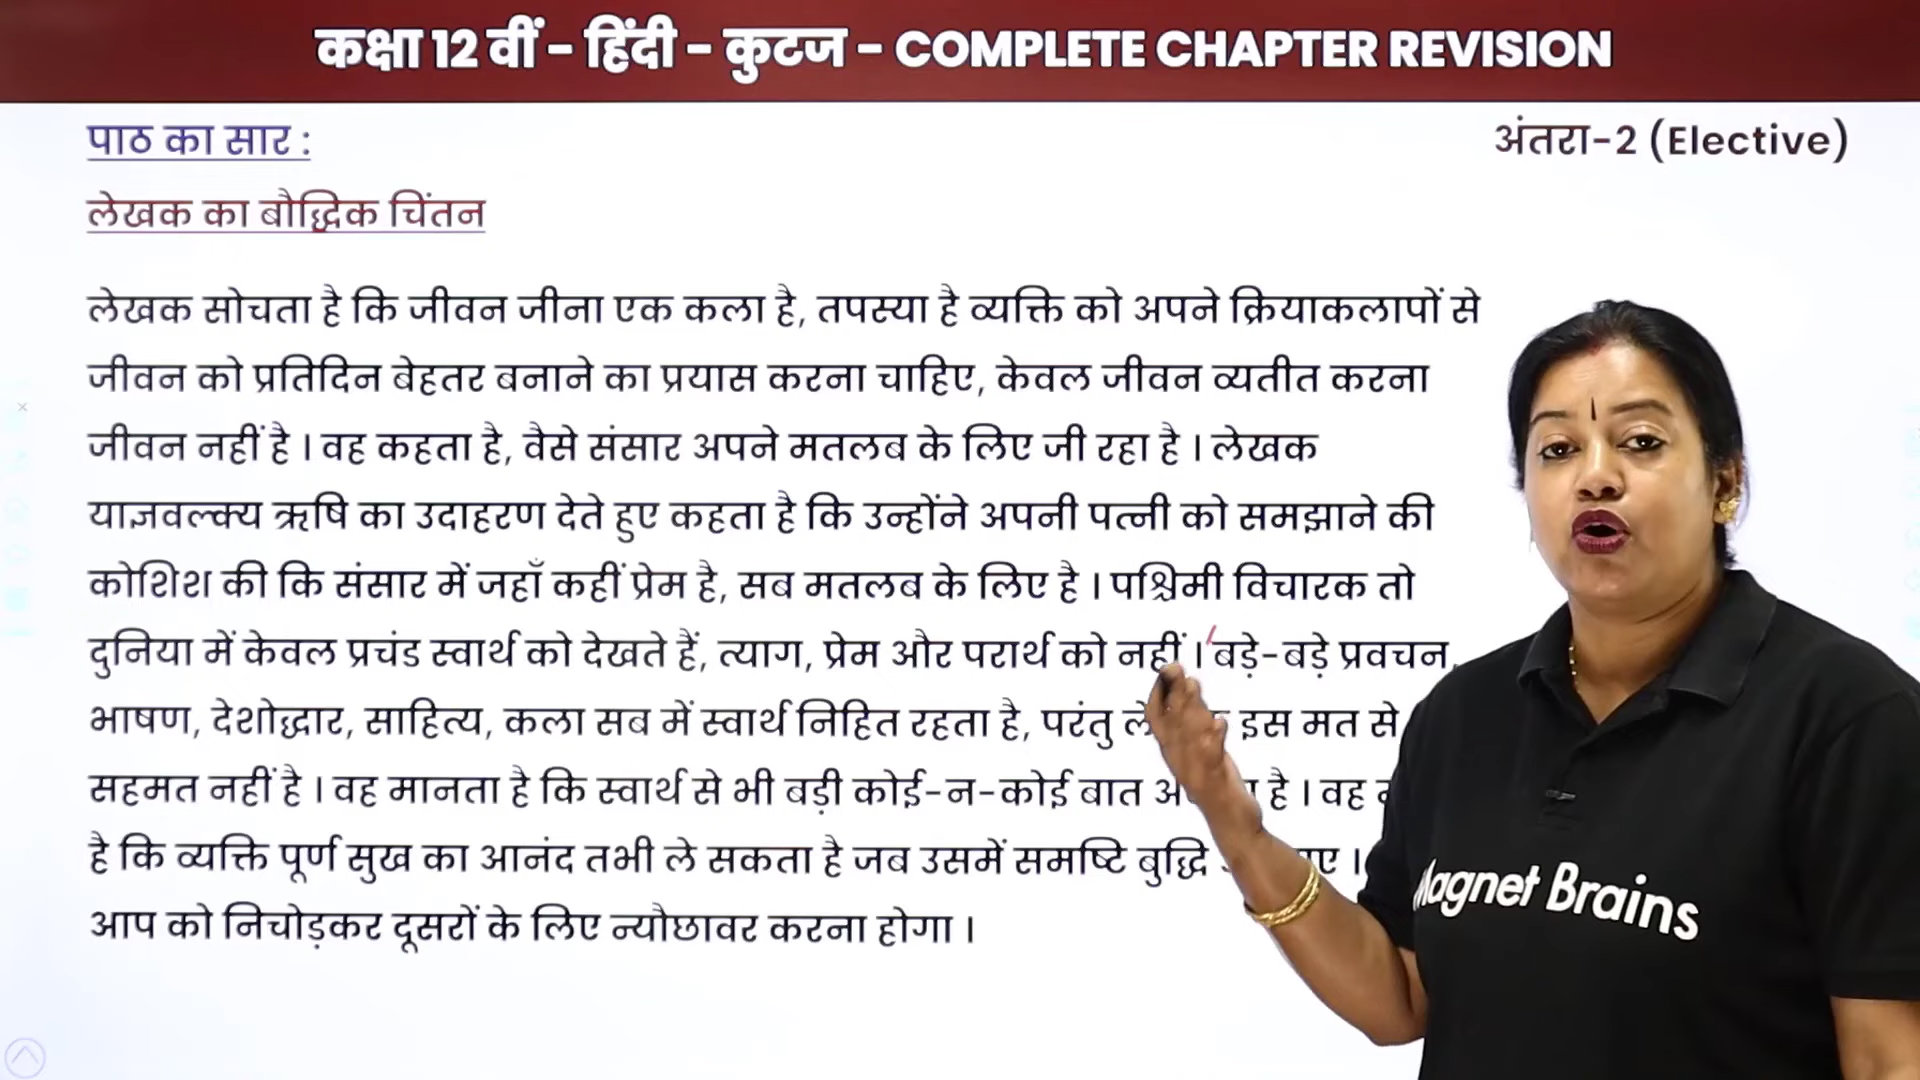 कक्षा 12 वीं – हिंदी – कुटज – COMPLETE CHAPTER REVISION
पाठ का सार :
अंतरा-2 (Elective)
लेखक का बौद्धिक चिंतन
लेखक सोचता है कि जीवन जीना एक कला है, तपस्या है व्यक्ति को अपने क्रियाकलापों से
जीवन को प्रतिदिन बेहतर बनाने का प्रयास करना चाहिए, केवल जीवन व्यतीत करना
जीवन नहीं है । वह कहता है, वैसे संसार अपने मतलब के लिए जी रहा है । लेखक
याज्ञवल्क्य ऋषि का उदाहरण देते हुए कहता है कि उन्होंने अपनी पत्नी को समझाने की
कोशिश की कि संसार में जहाँ कहीं प्रेम है, सब मतलब के लिए है । पश्चिमी विचारक तो
दुनिया में केवल प्रचंड स्वार्थ को देखते हैं, त्याग, प्रेम और परार्थ को नहीं । बड़े-बड़े प्रवचन,
भाषण, देशोद्धार, साहित्य, कला सब में स्वार्थ निहित रहता है, परंतु इस मत से
सहमत नहीं है । वह मानता है कि स्वार्थ से भी बड़ी कोई-न-कोई बात है । वह
है कि व्यक्ति पूर्ण सुख का आनंद तभी ले सकता है जब उसमें समष्टि बुद्धि
आप को निचोड़कर दूसरों के लिए न्यौछावर करना होगा ।
Magnet Brains